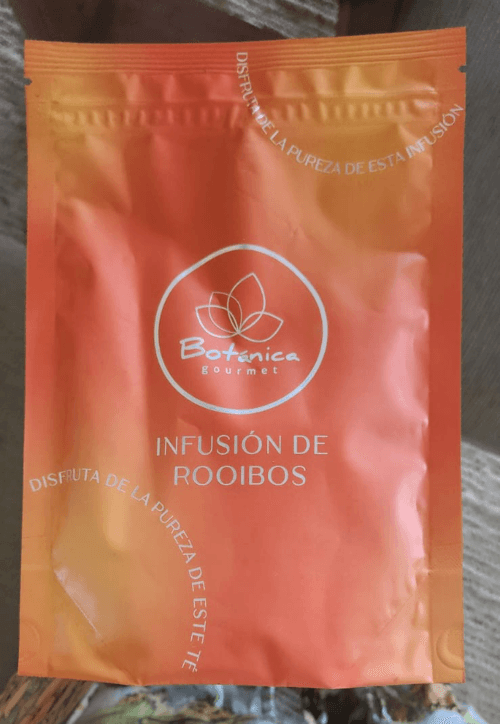 DISFRUTA DE LA PUREZA DE ESTA INFUSIÓN
Botánica
gourmet
INFUSIÓN DE
ROOIBOS
DISFRUTA DE LA PUREZA DE ESTE TÉ